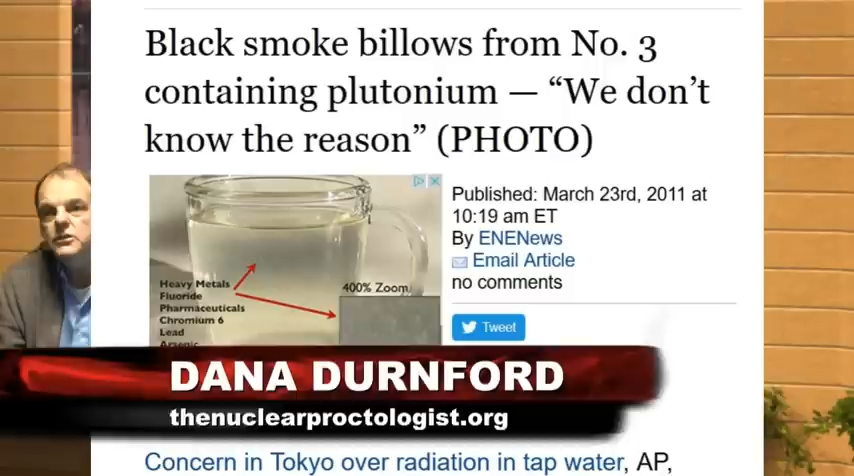 Black smoke billows from No. 3
containing plutonium — “We don’t
know the reason” (PHOTO)
Published: March 23rd, 2011 at
10:19 am ET
By ENENews
Email Article
no comments
Tweet
Heavy Metals
Fluoride
Pharmaceuticals
Chromium 6
Lead
Arsenic
400% Zoom
DANA DURNFORD
thenuclearproctologist.org
Concern in Tokyo over radiation in tap water, AP,